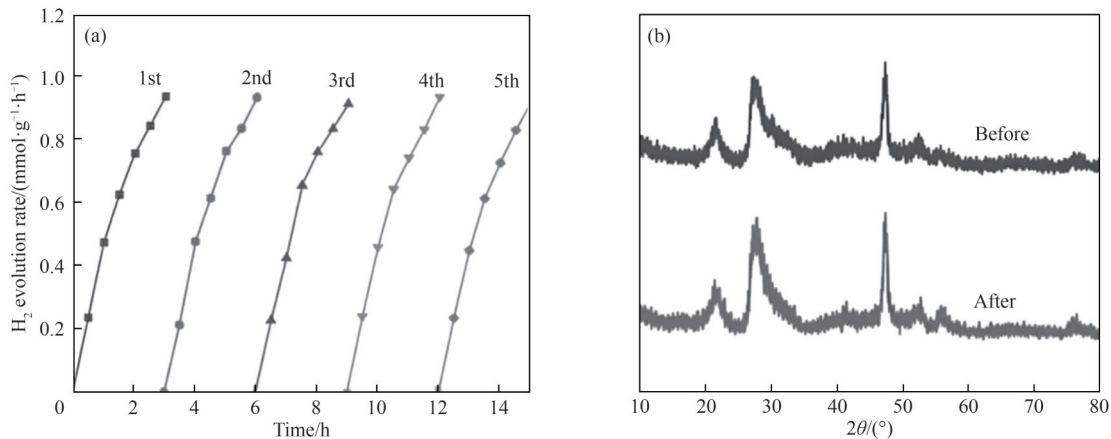 (a)
1st
2nd
3rd
4th
5th
1.2
1.0
0.8
0.6
0.4
0.2
0
2
4
6
8
10
12
14
Time/h
H₂ evolution rate/(mmol·g⁻¹·h⁻¹)
(b)
Before
After
10
20
30
40
50
60
70
80
2θ/(°)